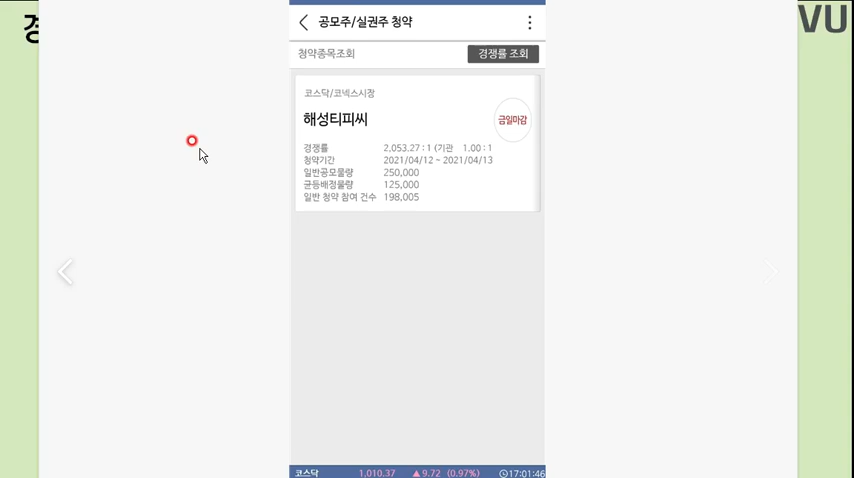 VU
공모주/실권주 청약
청약종목조회
경쟁률 조회
코스닥/코넥스시장
해성티피씨
금일마감
경쟁률 2,053.27 : 1 (기관 1.00 : 1
청약기간 2021/04/12 ~ 2021/04/13
일반공모물량 250,000
균등배정물량 125,000
일반 청약 참여 건수 198,005
코스닥 1,010.37 ▲ 9.72 (0.97%) 17:01:46